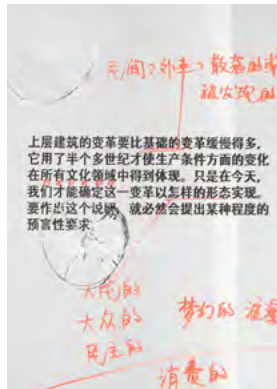 民间？外来？散落的
被发现的
上层建筑的变革要比基础的变革缓慢得多，
它用了半个多世纪才使生产条件方面的变化
在所有文化领域中得到体现。只是在今天，
我们才能确定这一变革以怎样的形态实现。
要作出这个说明，就必然会提出某种程度的
预言性要求
人民的
大众的 梦幻的
民主的
消费的